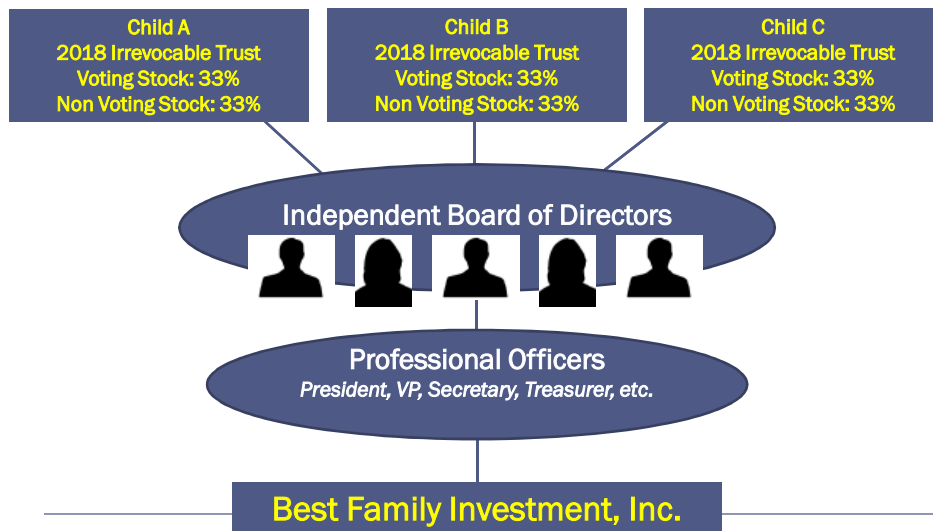 Child A
2018 Irrevocable Trust
Voting Stock: 33%
Non Voting Stock: 33%
Child B
2018 Irrevocable Trust
Voting Stock: 33%
Non Voting Stock: 33%
Child C
2018 Irrevocable Trust
Voting Stock: 33%
Non Voting Stock: 33%
Independent Board of Directors
Professional Officers
President, VP, Secretary, Treasurer, etc.
Best Family Investment, Inc.